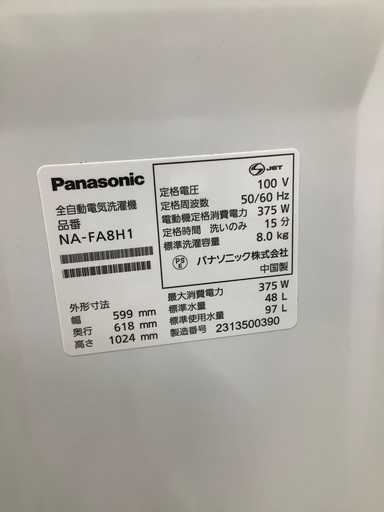 Panasonic
全自動電気洗濯機
品番
NA-FA8H1
外形寸法
幅 599 mm
奥行 618 mm
高さ 1024 mm
S JET
定格電圧 100 V
定格周波数 50/60 Hz
電動機定格消費電力 375 W
定格時間 洗いのみ 15 分
標準洗濯容量 8.0 kg
PS E パナソニック株式会社
中国製
最大消費電力 375 W
標準水量 48 L
標準使用水量 97 L
製造番号 2313500390